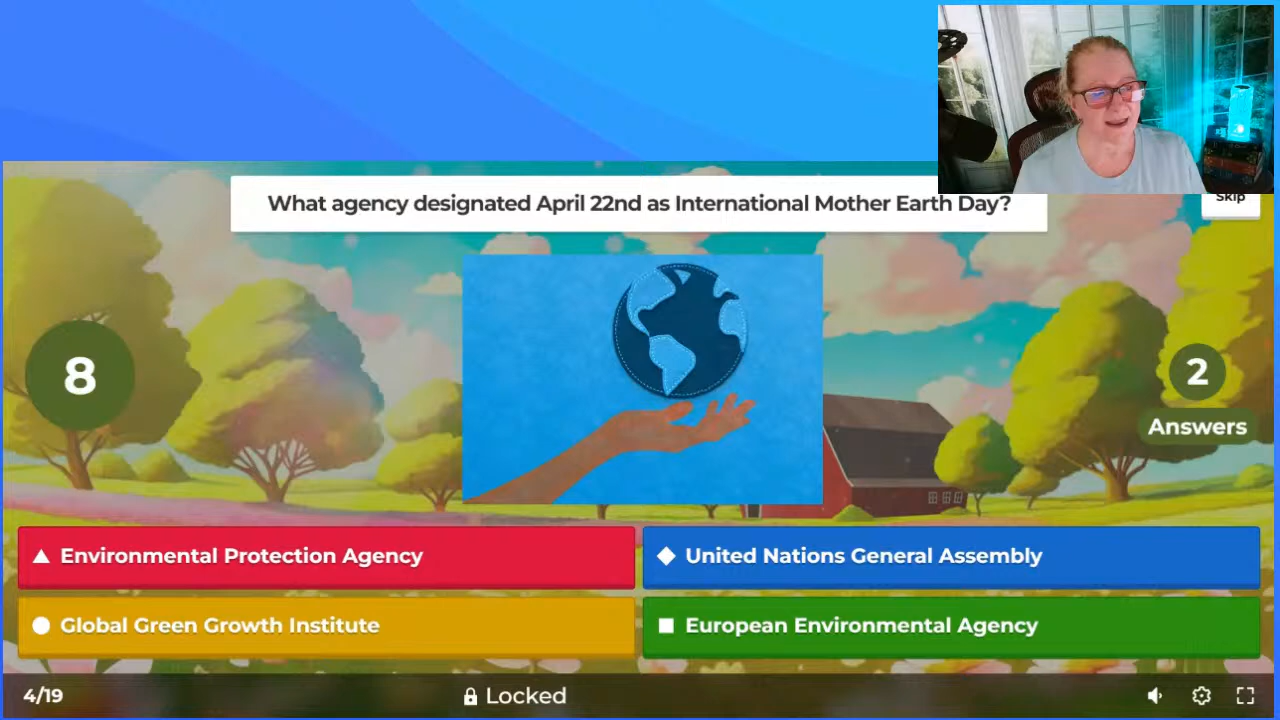 What agency designated April 22nd as International Mother Earth Day?
Skip
8
2
Answers
Environmental Protection Agency
United Nations General Assembly
Global Green Growth Institute
European Environmental Agency
4/19
Locked